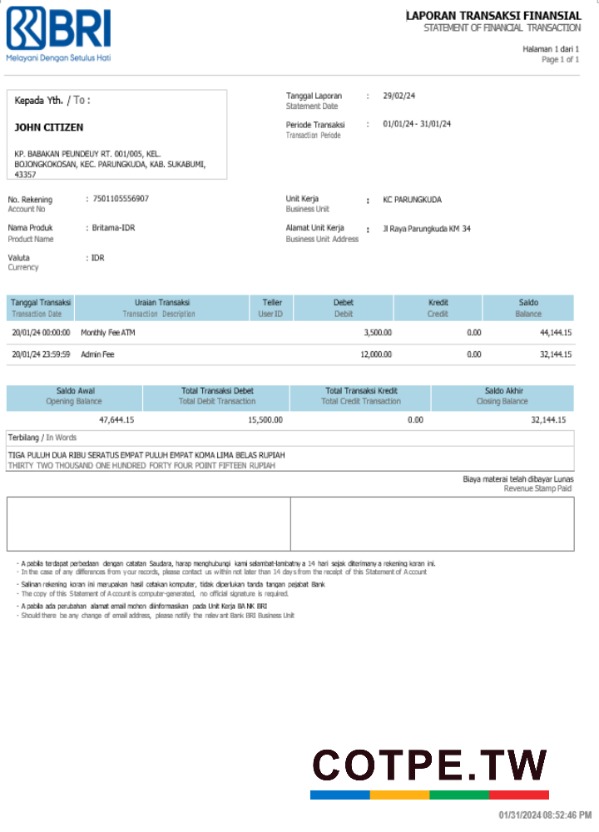 BRI
Melayani Dengan Setulus Hati
LAPORAN TRANSAKSI FINANSIAL
STATEMENT OF FINANCIAL TRANSACTION
Halaman 1 dari 1
Page 1 of 1
Kepada Yth. / To :
JOHN CITIZEN
KP. BABAKAN PEUNDEUY RT. 001/005, KEL.
BOJONGKOKOSAN, KEC. PARUNGKUDA, KAB. SUKABUMI,
43357
Tanggal Laporan : 29/02/24
Statement Date
Periode Transaksi : 01/01/24 - 31/01/24
Transaction Periode
No. Rekening : 7501105556907
Account No
Nama Produk : Britama-IDR
Product Name
Valuta : IDR
Currency
Unit Kerja : KC PARUNGKUDA
Business Unit
Alamat Unit Kerja : Jl Raya Parungkuda KM 34
Business Unit Address
Tanggal Transaksi Uraian Transaksi Teller Debet Kredit Saldo
Transaction Date Transaction Description User ID Debit Credit Balance
20/01/24 00:00:00 Monthly Fee ATM 3,500.00 0.00 44,144.15
20/01/24 23:59:59 Admin Fee 12,000.00 0.00 32,144.15
Saldo Awal Total Transaksi Debet Total Transaksi Kredit Saldo Akhir
Opening Balance Total Debit Transaction Total Credit Transaction Closing Balance
47,644.15 15,500.00 0.00 32,144.15
Terbilang / In Words
TIGA PULUH DUA RIBU SERATUS EMPAT PULUH EMPAT KOMA LIMA BELAS RUPIAH
THIRTY TWO THOUSAND ONE HUNDRED FORTY FOUR POINT FIFTEEN RUPIAH
Biaya materai telah dibayar Lunas
Revenue Stamp Paid
- Apabila terdapat perbedaan dengan catatan Saudara, harap menghubungi kami selambat-lambatnya 14 hari sejak diterimanya rekening koran ini.
- In the case of any differences from your records, please contact us within not later than 14 days from the receipt of this Statement of Account
- Salinan rekening koran ini merupakan hasil cetakan komputer, tidak diperlukan tanda tangan pejabat Bank
- The copy of this Statement of Account is computer-generated, no official signature is required.
- Apabila ada perubahan alamat email mohon diinformasikan pada Unit Kerja BANK BRI
- Should there be any change of email address, please notify the relevant Bank BRI Business Unit
COTPE.TW
01/31/2024 08:52:46 PM